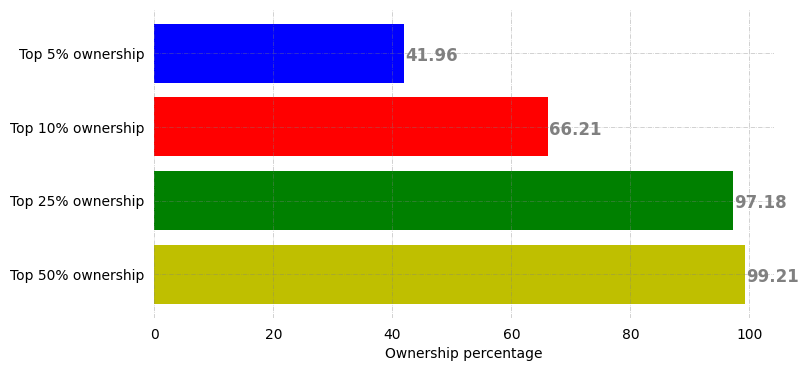 Top 5% ownership
41.96
Top 10% ownership
66.21
Top 25% ownership
97.18
Top 50% ownership
99.21
0 20 40 60 80 100
Ownership percentage